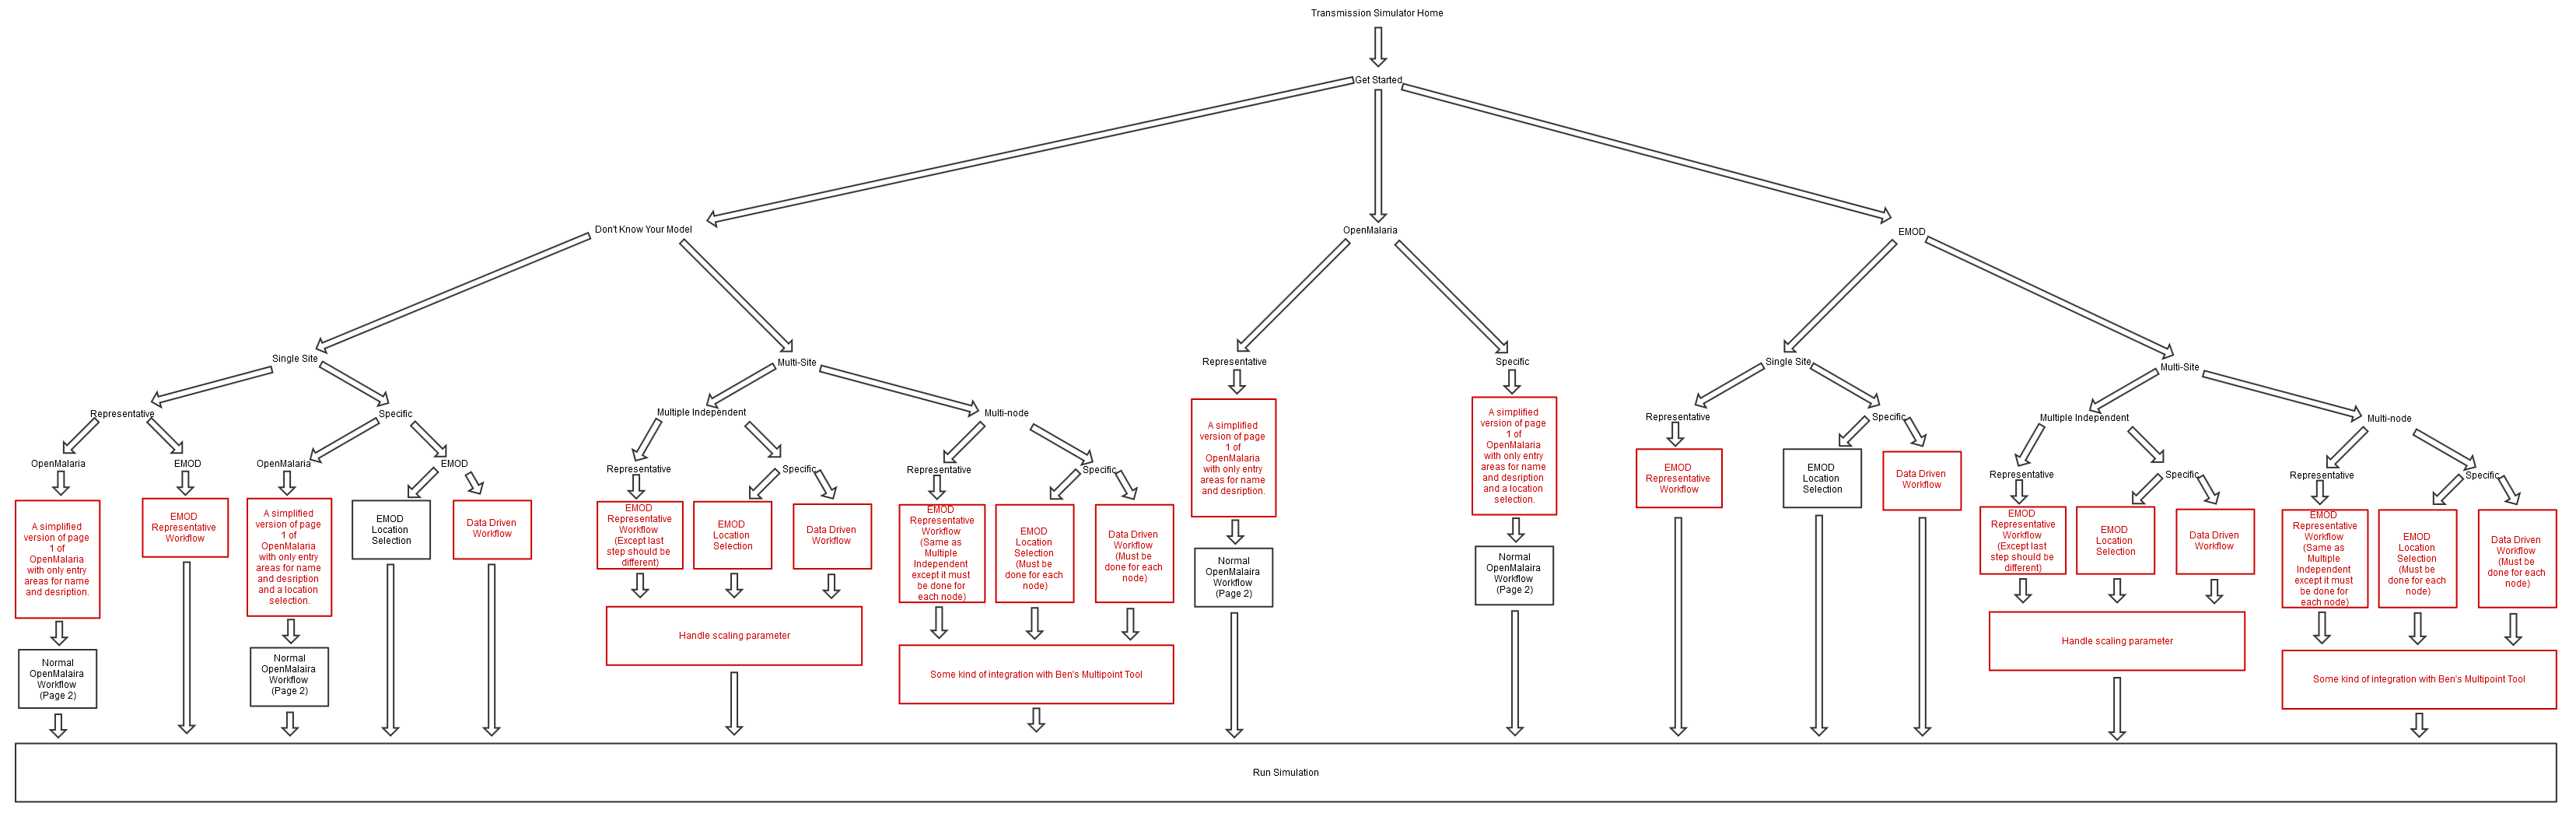 Transmission Simulator Home
Get Started
Don't Know Your Model
OpenMalaria
EMOD
Single Site
Multi-Site
Representative
Specific
Single Site
Multi-Site
Representative
Specific
Multiple Independent
Multi-node
Representative
Specific
Multiple Independent
Multi-node
OpenMalaria
EMOD
OpenMalaria
EMOD
Representative
Specific
Representative
Specific
Representative
Specific
Representative
Specific
A simplified
version of page
1 of
OpenMalaria
with only entry
areas for name
and desription.
EMOD
Representative
Workflow
A simplified
version of page
1 of
OpenMalaria
with only entry
areas for name
and desription
and a location
selection.
EMOD
Location
Selection
Data Driven
Workflow
EMOD
Representative
Workflow
(Except last
step should be
different)
EMOD
Location
Selection
Data Driven
Workflow
EMOD
Representative
Workflow
(Same as
Multiple
Independent
except it must
be done for
each node)
EMOD
Location
Selection
(Must be
done for each
node)
Data Driven
Workflow
(Must be
done for each
node)
A simplified
version of page
1 of
OpenMalaria
with only entry
areas for name
and desription.
A simplified
version of page
1 of
OpenMalaria
with only entry
areas for name
and desription
and a location
selection.
EMOD
Representative
Workflow
EMOD
Location
Selection
Data Driven
Workflow
EMOD
Representative
Workflow
(Except last
step should be
different)
EMOD
Location
Selection
Data Driven
Workflow
EMOD
Representative
Workflow
(Same as
Multiple
Independent
except it must
be done for
each node)
EMOD
Location
Selection
(Must be
done for each
node)
Data Driven
Workflow
(Must be
done for each
node)
Normal
OpenMalaira
Workflow
(Page 2)
Normal
OpenMalaira
Workflow
(Page 2)
Handle scaling parameter
Some kind of integration with Ben's Multipoint Tool
Normal
OpenMalaira
Workflow
(Page 2)
Normal
OpenMalaira
Workflow
(Page 2)
Handle scaling parameter
Some kind of integration with Ben's Multipoint Tool
Run Simulation